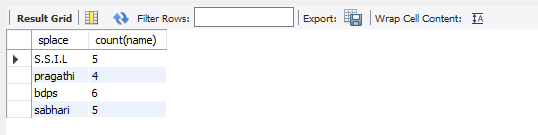 Result Grid Filter Rows: Export: Wrap Cell Content:
splace count(name)
S.S.I.L 5
pragathi 4
bdps 6
sabhari 5